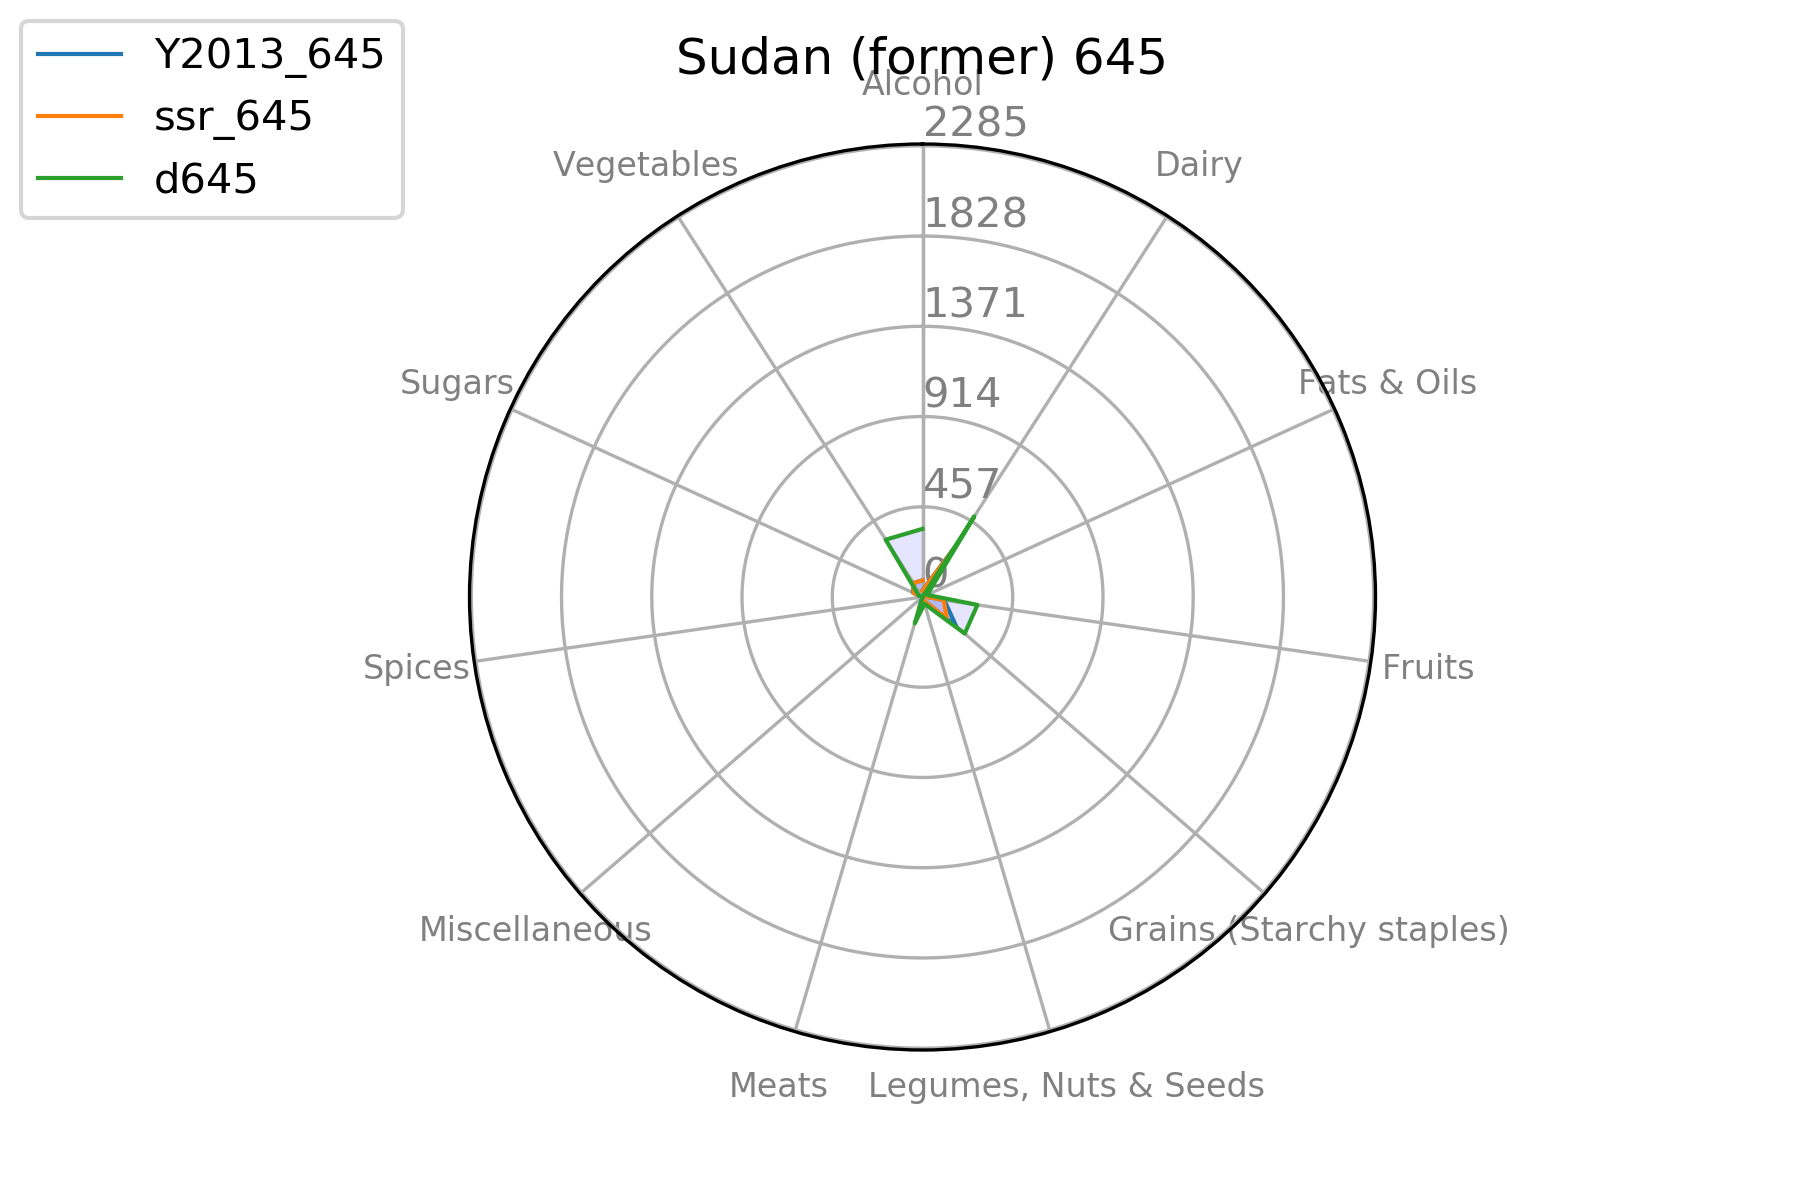 Y2013_645
ssr_645
d645
Sudan (former) 645
Alcohol
2285
Vegetables
Dairy
1828
1371
Sugars
914
Fats & Oils
457
0
Spices
Fruits
Miscellaneous
Grains (Starchy staples)
Meats
Legumes, Nuts & Seeds